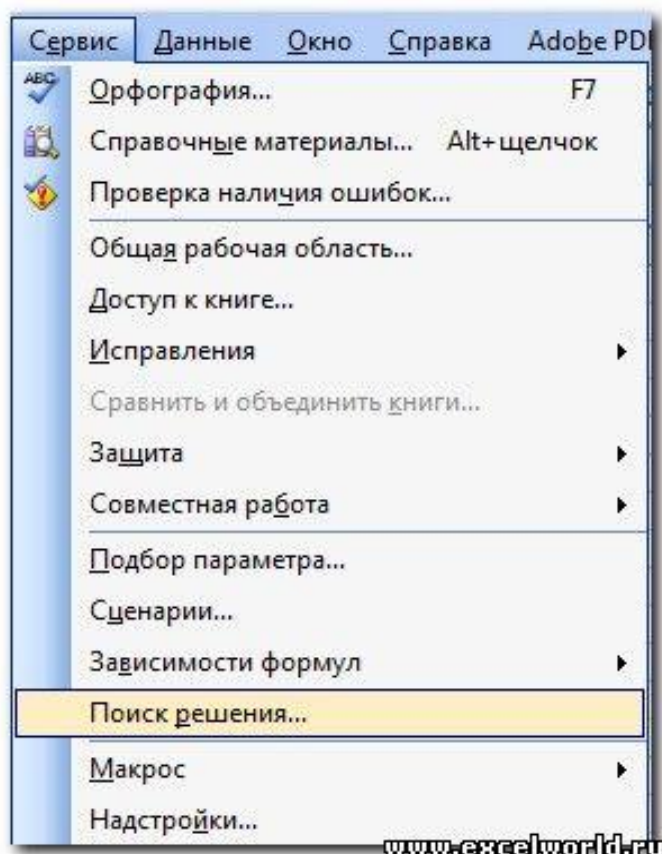 Сервис Данные Окно Справка Adobe PD
ABC Орфография... F7
Справочные материалы... Alt+щелчок
Проверка наличия ошибок...
Общая рабочая область...
Доступ к книге...
Исправления
Сравнить и объединить книги...
Защита
Совместная работа
Подбор параметра...
Сценарии...
Зависимости формул
Поиск решения...
Макрос
Надстройки...
www.excelworld.ru